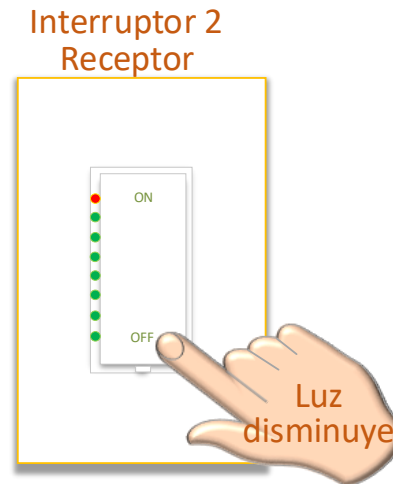 Interruptor 2
Receptor
ON
OFF
Luz
disminuye